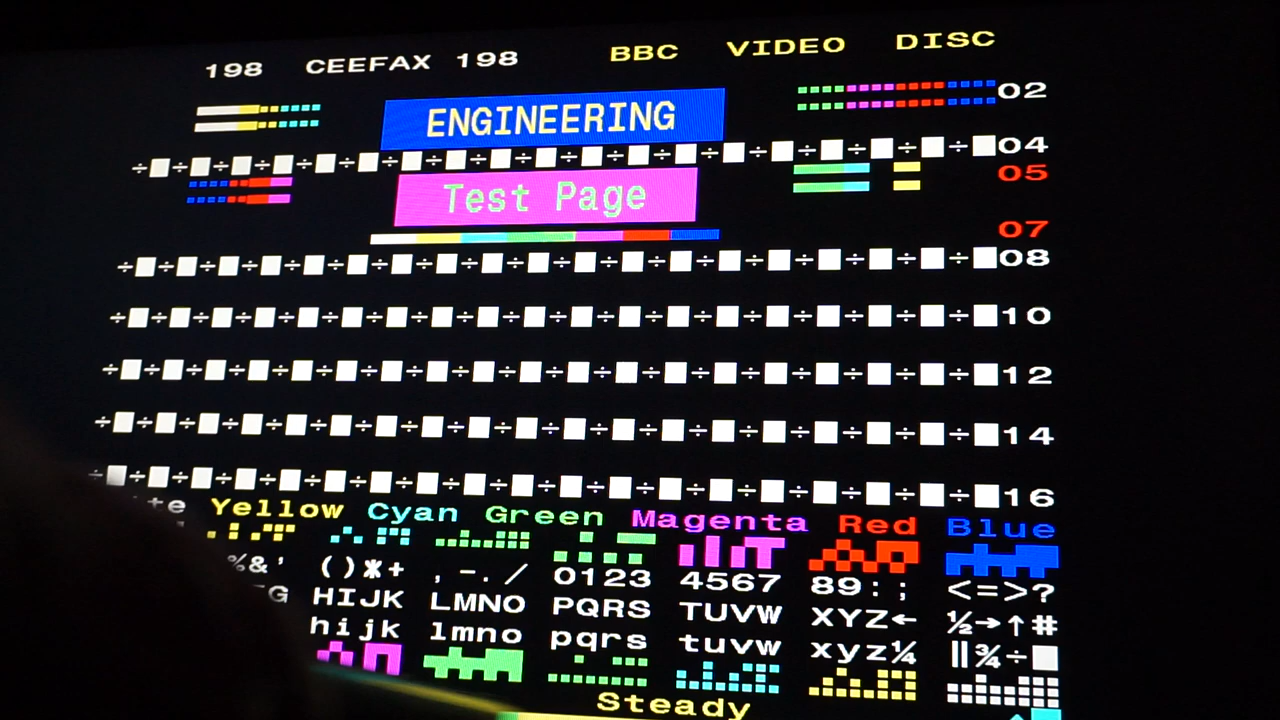 198 CEEFAX 198 BBC VIDEO DISC
02
ENGINEERING
÷■÷■÷■÷■÷■÷■÷■÷■÷■÷■÷■÷■÷■÷■÷■÷■÷■÷■04
05
Test Page
07
÷■÷■÷■÷■÷■÷■÷■÷■÷■÷■÷■÷■÷■÷■÷■÷■÷■÷■÷■08
÷■÷■÷■÷■÷■÷■÷■÷■÷■÷■÷■÷■÷■÷■÷■÷■÷■÷■÷■10
÷■÷■÷■÷■÷■÷■÷■÷■÷■÷■÷■÷■÷■÷■÷■÷■÷■÷■÷■12
÷■÷■÷■÷■÷■÷■÷■÷■÷■÷■÷■÷■÷■÷■÷■÷■÷■÷■÷■14
÷■÷■÷■÷■÷■÷■÷■÷■÷■÷■÷■÷■÷■÷■÷■÷■÷■÷■÷■16
Yellow Cyan Green Magenta Red Blue
%&' ()*+ ,-./ 0123 4567 89:; <=>?
HIJK LMNO PQRS TUVW XYZ← ½→↑#
hijk lmno pqrs tuvw xyz¼ ‖¾÷■
Steady